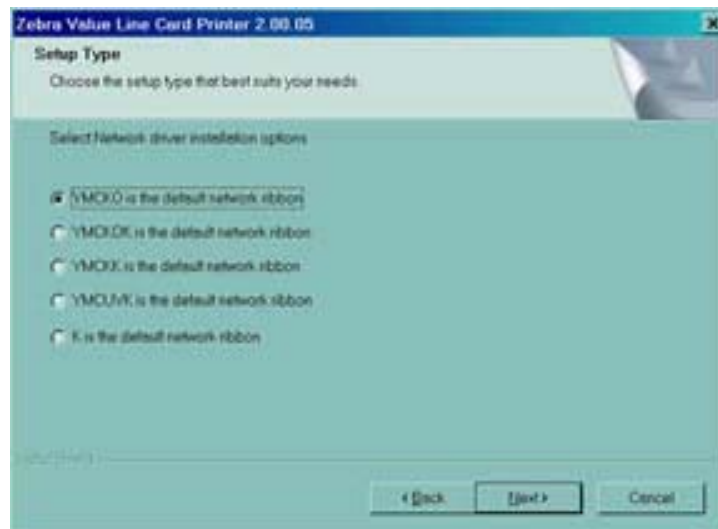 Zebra Value Line Card Printer 2.00.05
Setup Type
Choose the setup type that best suits your needs.
Select Network driver installation options
YMCKO is the default network ribbon
YMCKOK is the default network ribbon
YMCKK is the default network ribbon
YMCUVK is the default network ribbon
K is the default network ribbon
InstallShield
< Back
Next >
Cancel